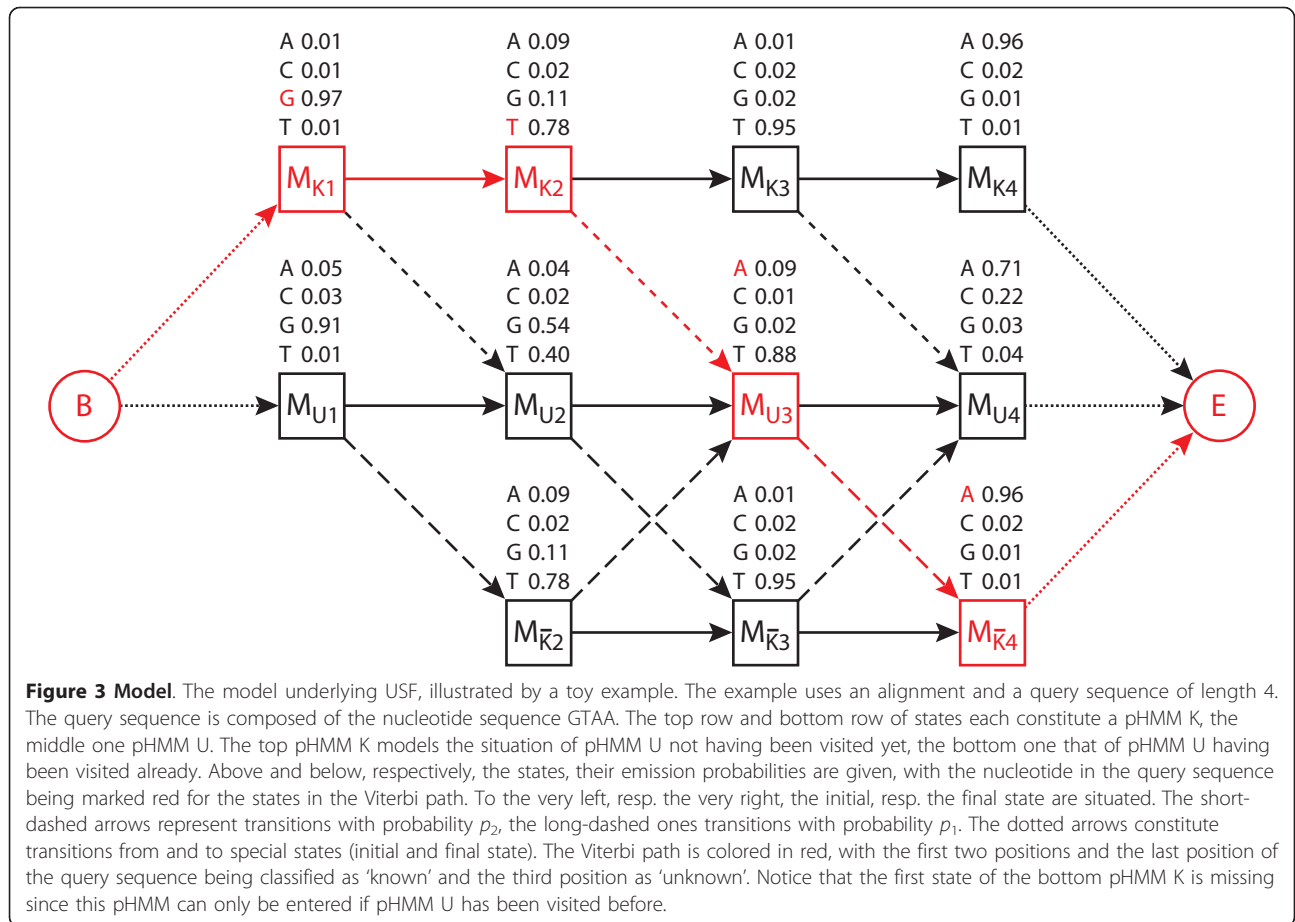 A 0.01 A 0.09 A 0.01 A 0.96
C 0.01 C 0.02 C 0.02 C 0.02
G 0.97 G 0.11 G 0.02 G 0.01
T 0.01 T 0.78 T 0.95 T 0.01
M_K1 M_K2 M_K3 M_K4
A 0.05 A 0.04 A 0.09 A 0.71
C 0.03 C 0.02 C 0.01 C 0.22
G 0.91 G 0.54 G 0.02 G 0.03
T 0.01 T 0.40 T 0.88 T 0.04
B M_U1 M_U2 M_U3 M_U4 E
A 0.09 A 0.01 A 0.96
C 0.02 C 0.02 C 0.02
G 0.11 G 0.02 G 0.01
T 0.78 T 0.95 T 0.01
M_K̄2 M_K̄3 M_K̄4
Figure 3 Model. The model underlying USF, illustrated by a toy example. The example uses an alignment and a query sequence of length 4.
The query sequence is composed of the nucleotide sequence GTAA. The top row and bottom row of states each constitute a pHMM K, the
middle one pHMM U. The top pHMM K models the situation of pHMM U not having been visited yet, the bottom one that of pHMM U having
been visited already. Above and below, respectively, the states, their emission probabilities are given, with the nucleotide in the query sequence
being marked red for the states in the Viterbi path. To the very left, resp. the very right, the initial, resp. the final state are situated. The short-
dashed arrows represent transitions with probability p₂, the long-dashed ones transitions with probability p₁. The dotted arrows constitute
transitions from and to special states (initial and final state). The Viterbi path is colored in red, with the first two positions and the last position of
the query sequence being classified as ‘known’ and the third position as ‘unknown’. Notice that the first state of the bottom pHMM K is missing
since this pHMM can only be entered if pHMM U has been visited before.